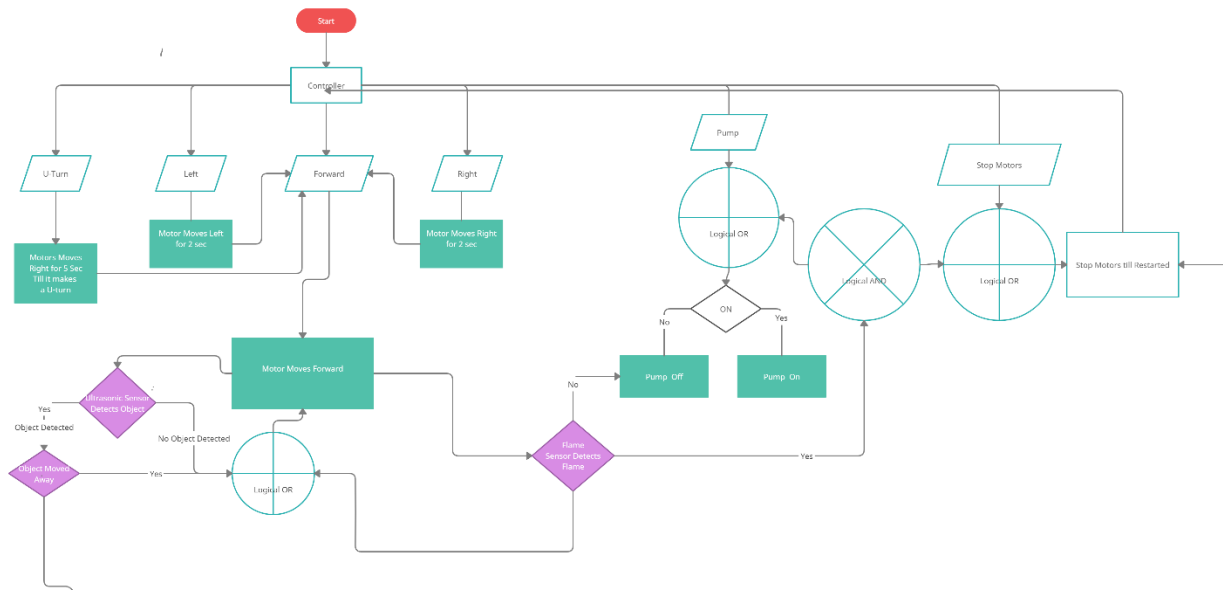 Start
Controller
Pump
Stop Motors
U-Turn
Left
Forward
Right
Motor Moves Left
for 2 sec
Motor Moves Right
for 2 sec
Logical OR
Motors Moves
Right for 5 Sec
Till it makes
a U-turn
Logical AND
Logical OR
Stop Motors till Restarted
ON
No
Yes
Motor Moves Forward
Pump Off
Pump On
No
Ultrasonic Sensor
Detects Object
Yes
Object Detected
No Object Detected
Flame
Sensor Detects
Flame
Yes
Object Moved
Away
Yes
Logical OR